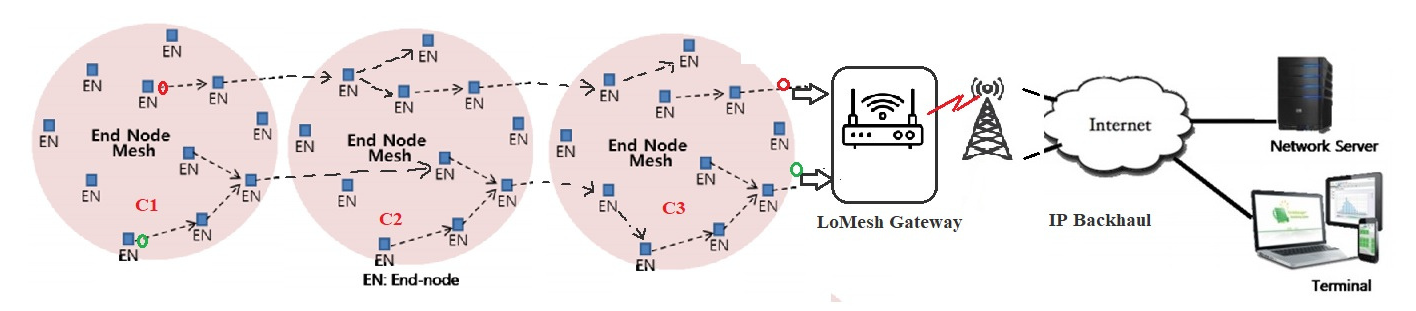 EN
EN
EN
EN
EN
EN
End Node
Mesh
EN
EN
EN
C1
EN
EN
EN
EN
EN
EN
EN
EN
End Node
Mesh
EN
EN
EN
C2
EN
EN
EN: End-node
EN
EN
EN
EN
EN
EN
End Node
Mesh
EN
EN
EN
C3
EN
EN
LoMesh Gateway
IP Backhaul
Internet
Network Server
Terminal